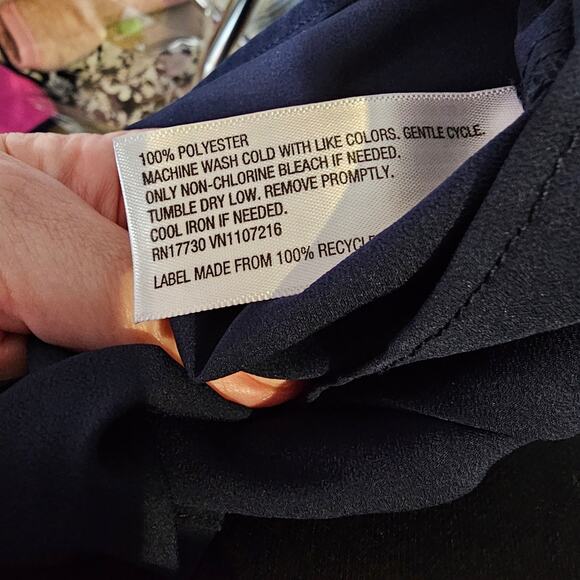 100% POLYESTER
MACHINE WASH COLD WITH LIKE COLORS. GENTLE CYCLE.
ONLY NON-CHLORINE BLEACH IF NEEDED.
TUMBLE DRY LOW. REMOVE PROMPTLY.
COOL IRON IF NEEDED.
RN17730 VN1107216
LABEL MADE FROM 100%